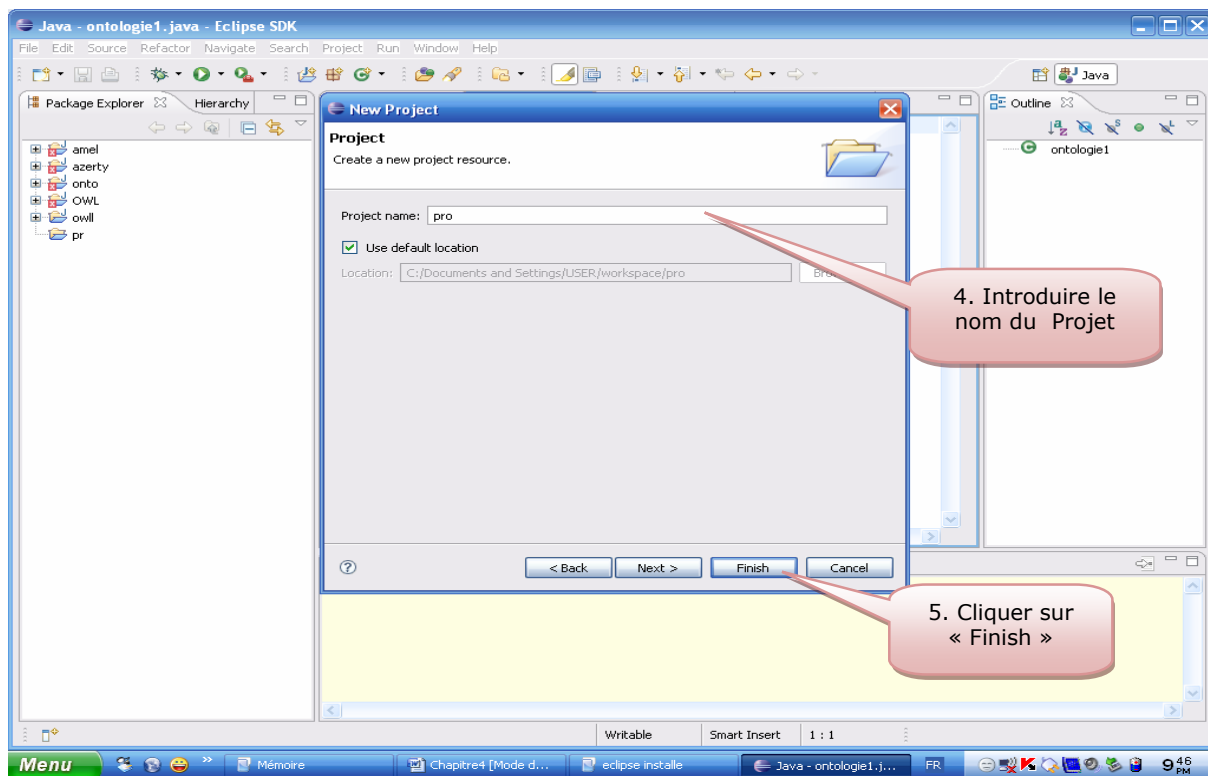 Java - ontologie1.java - Eclipse SDK
File Edit Source Refactor Navigate Search Project Run Window Help
Java
Package Explorer Hierarchy
amel
azerty
onto
OWL
owll
pr
New Project
Project
Create a new project resource.
Project name: pro
Use default location
Location: C:/Documents and Settings/USER/workspace/pro
< Back Next > Finish Cancel
Outline
ontologie1
4. Introduire le
nom du Projet
5. Cliquer sur
« Finish »
Writable Smart Insert 1 : 1
Menu Mémoire Chapitre4 [Mode d... eclipse installe Java - ontologie1.j... FR 9 46 PM